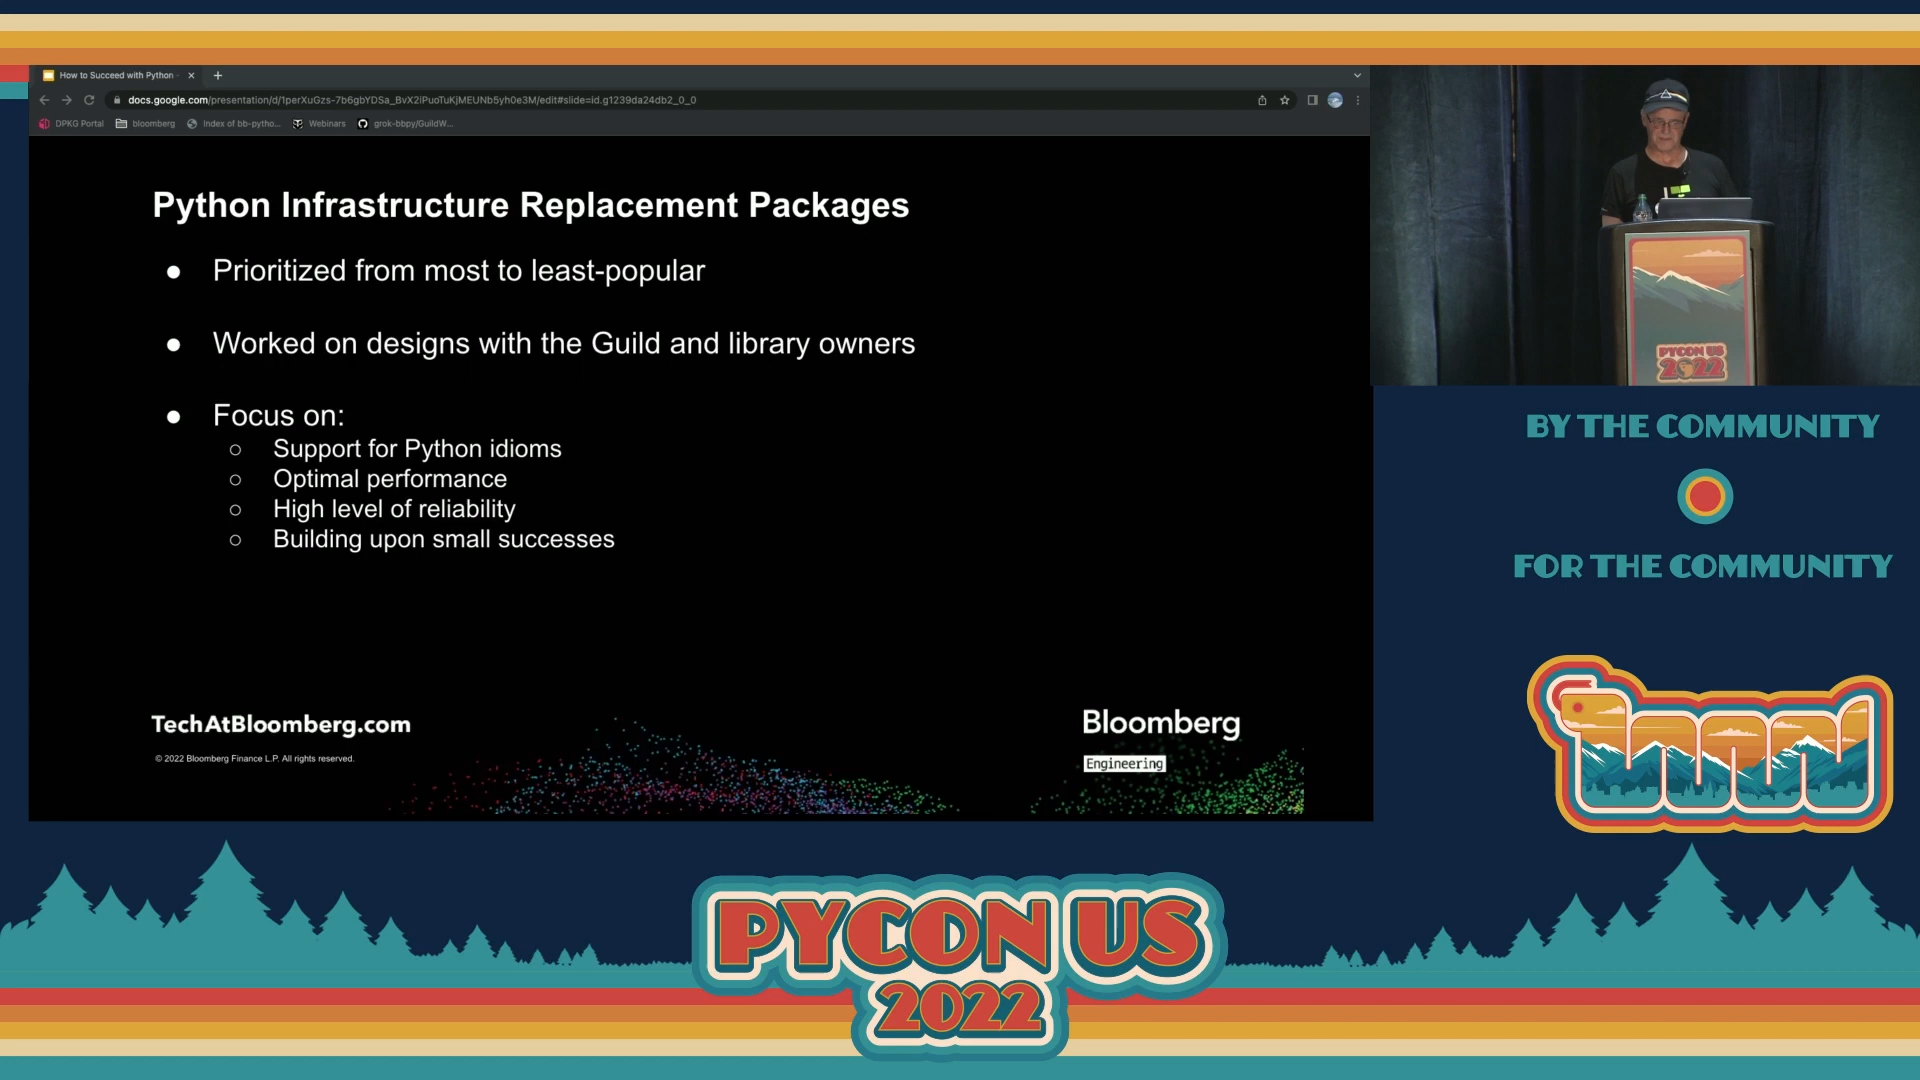 How to Succeed with Python
docs.google.com/presentation/d/1perXuGzs-7b6gbYDSa_BvX2iPuoTuKjMEUNb5yh0e3M/edit#slide=id.g1239da24db2_0_0
DPKG Portal
bloomberg
Index of bb-pytho...
Webinars
grok-bbpy/GuildW...
Python Infrastructure Replacement Packages
● Prioritized from most to least-popular
● Worked on designs with the Guild and library owners
● Focus on:
○ Support for Python idioms
○ Optimal performance
○ High level of reliability
○ Building upon small successes
TechAtBloomberg.com
© 2022 Bloomberg Finance L.P. All rights reserved.
Bloomberg
Engineering
PYCON US
2022
BY THE COMMUNITY
FOR THE COMMUNITY
PYCON US
2022